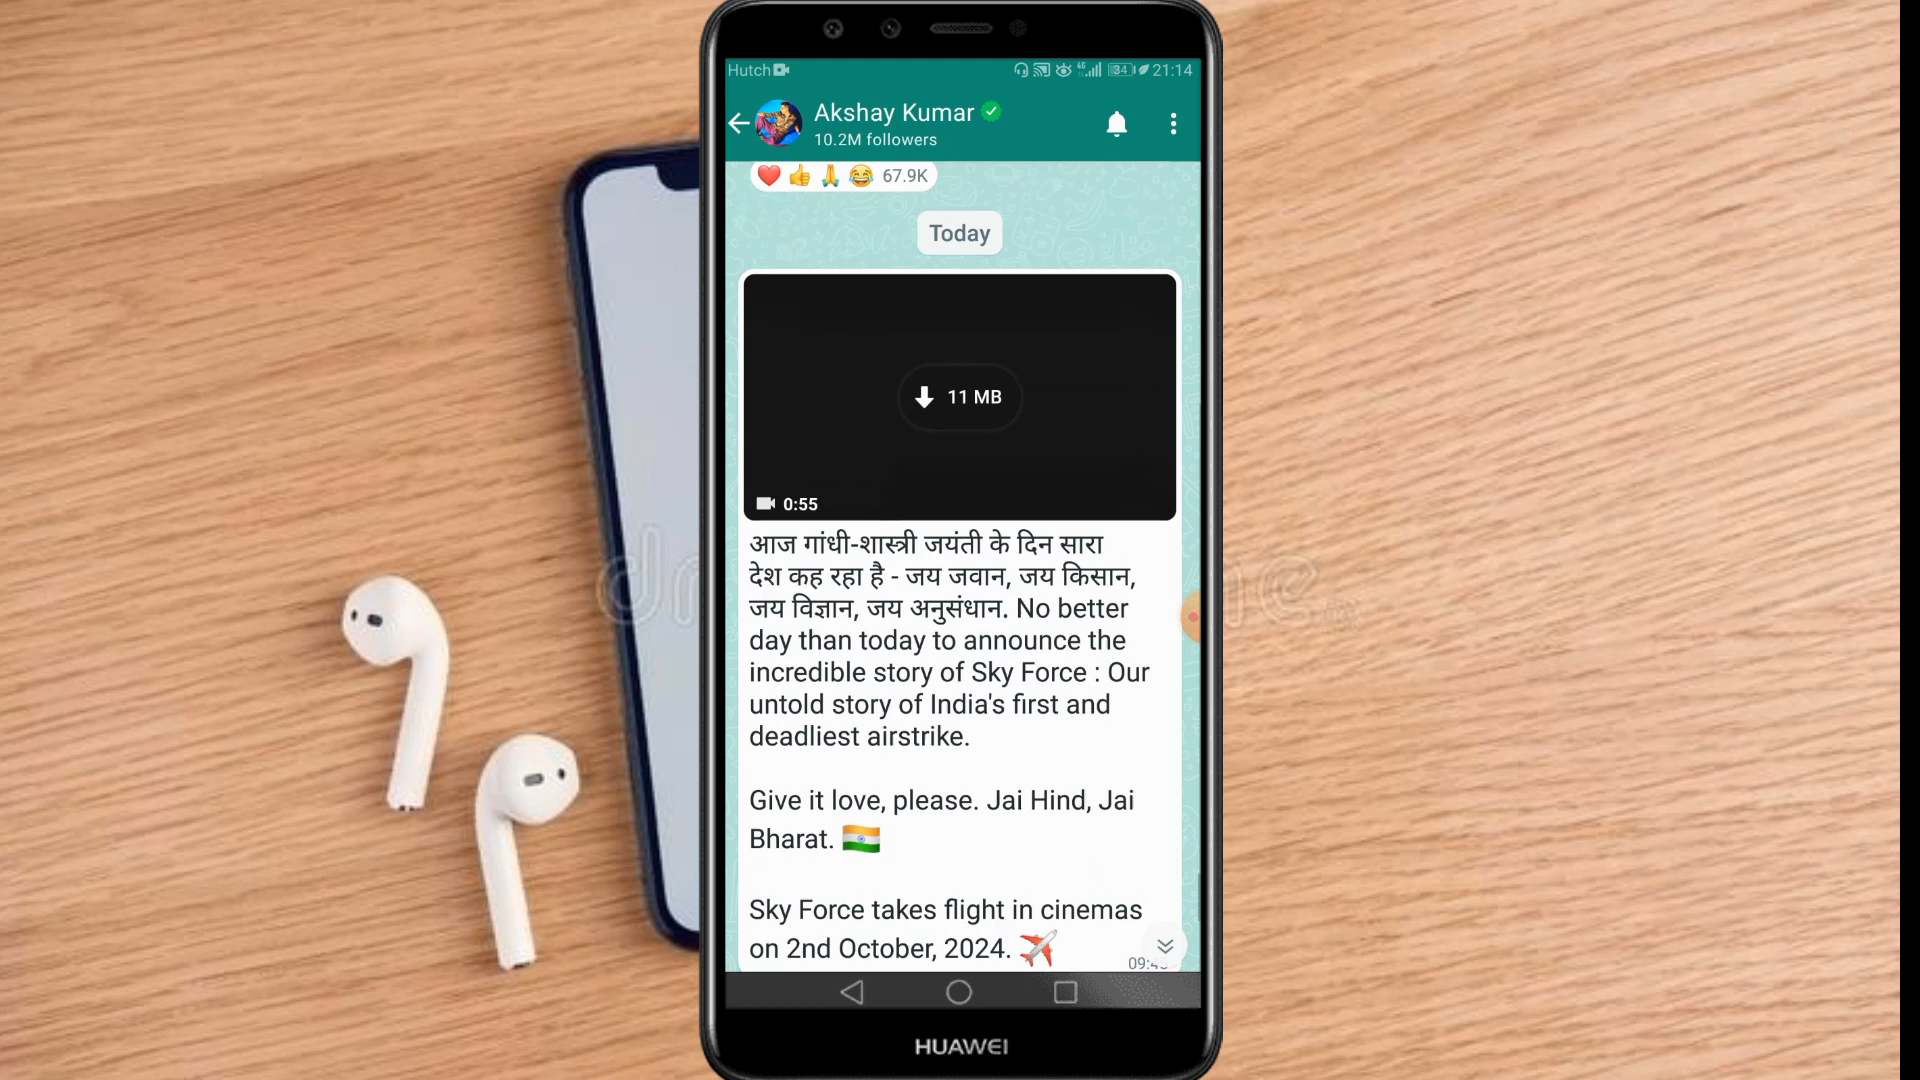 Hutch
4G 34 21:14
Akshay Kumar
10.2M followers
67.9K
Today
11 MB
0:55
आज गांधी-शास्त्री जयंती के दिन सारा
देश कह रहा है - जय जवान, जय किसान,
जय विज्ञान, जय अनुसंधान. No better
day than today to announce the
incredible story of Sky Force : Our
untold story of India's first and
deadliest airstrike.
Give it love, please. Jai Hind, Jai
Bharat. 🇮🇳
Sky Force takes flight in cinemas
on 2nd October, 2024. ✈️
HUAWEI